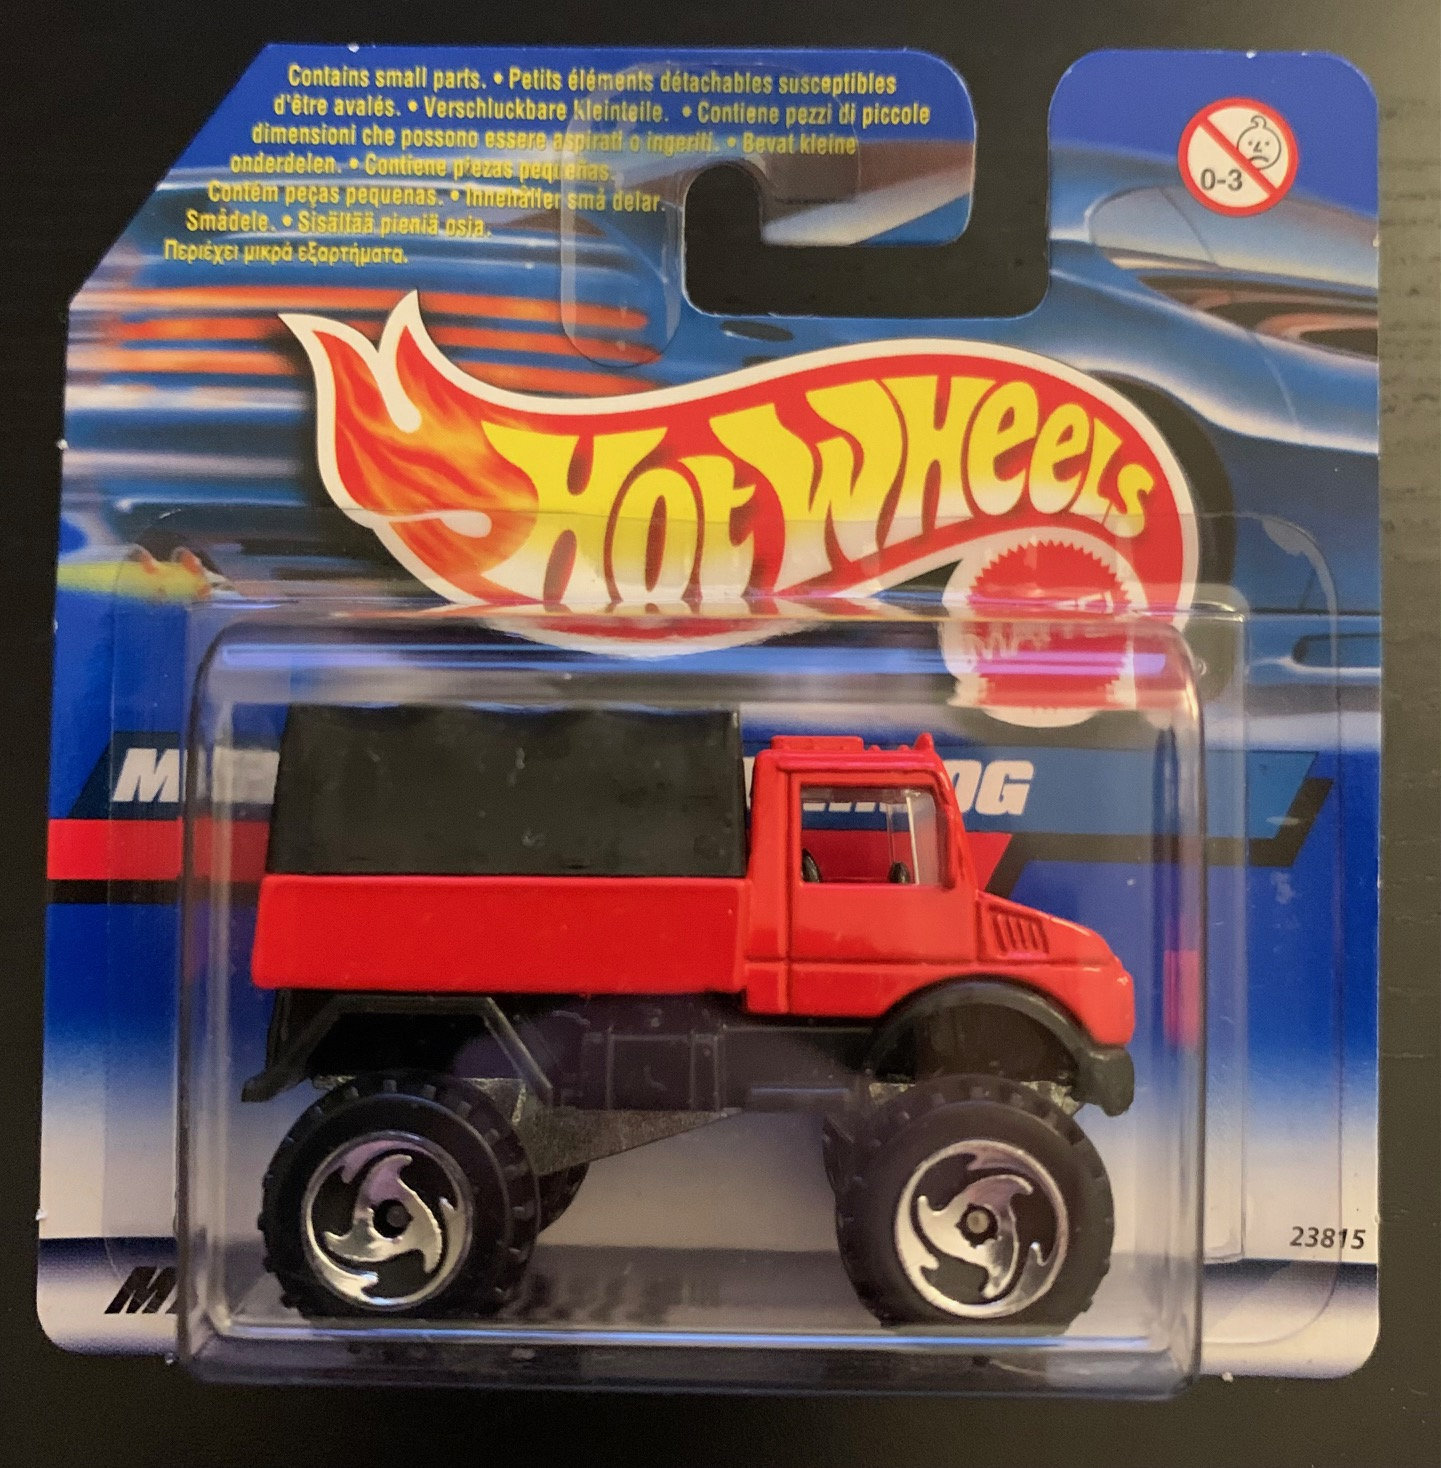 Contains small parts. • Petits éléments détachables susceptibles
d'être avalés. • Verschluckbare Kleinteile. • Contiene pezzi di piccole
dimensioni che possono essere aspirati o ingeriti. • Bevat kleine
onderdelen. • Contiene piezas pequeñas.
Contém peças pequenas. • Innehåller små delar.
Smådele. • Sisältää pieniä osia.
Περιέχει μικρά εξαρτήματα.
0-3
HOT WHEELS
MATTEL
23815